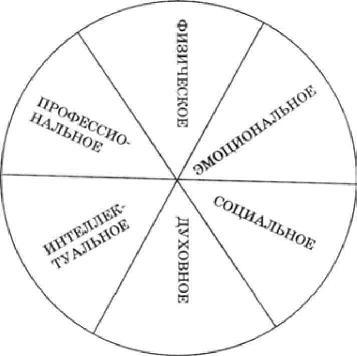 ФИЗИЧЕСКОЕ
ЭМОЦИОНАЛЬНОЕ
СОЦИАЛЬНОЕ
ДУХОВНОЕ
ИНТЕЛЛЕК-
ТУАЛЬНОЕ
ПРОФЕССИО-
НАЛЬНОЕ